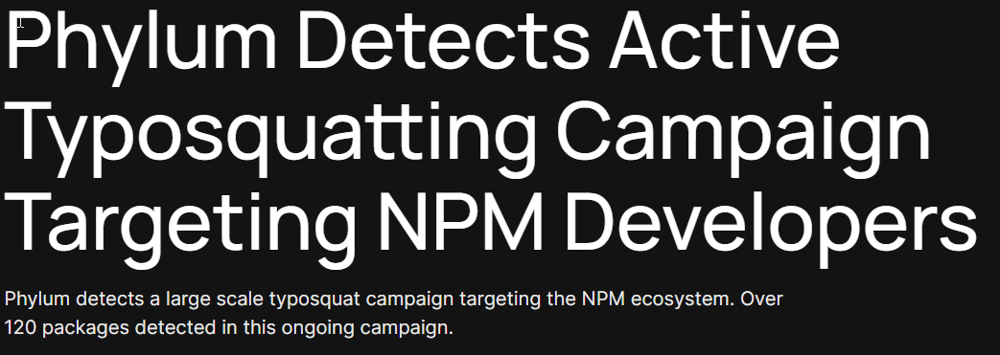 Phylum Detects Active
Typosquatting Campaign
Targeting NPM Developers
Phylum detects a large scale typosquat campaign targeting the NPM ecosystem. Over
120 packages detected in this ongoing campaign.